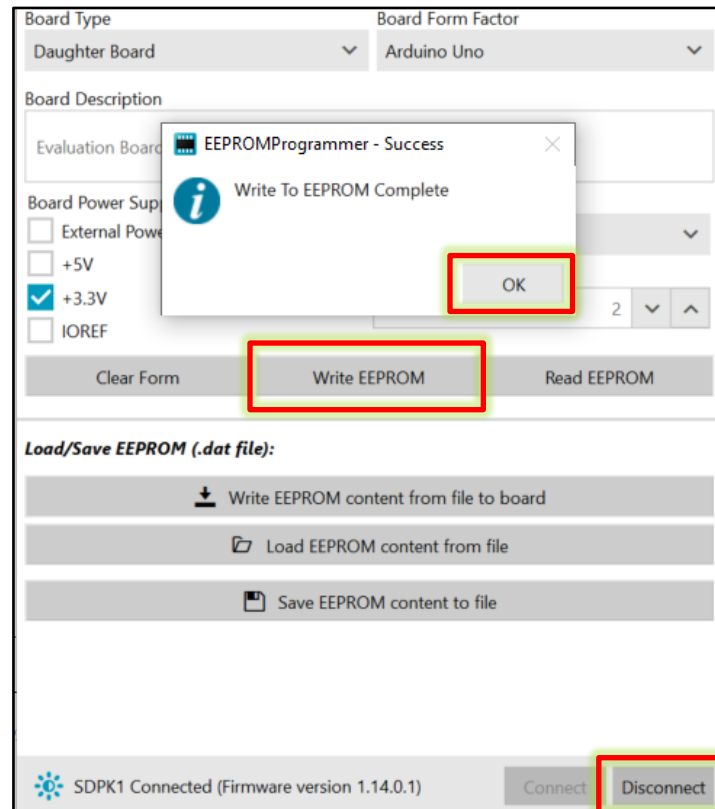 Board Type
Board Form Factor
Daughter Board
Arduino Uno
Board Description
Evaluation Board
EEPROMProgrammer - Success
Write To EEPROM Complete
OK
Board Power
External
+5V
+3.3V
2
IOREF
Clear Form
Write EEPROM
Read EEPROM
Load/Save EEPROM (.dat file):
Write EEPROM content from file to board
Load EEPROM content from file
Save EEPROM content to file
SDPK1 Connected (Firmware version 1.14.0.1)
Connect
Disconnect